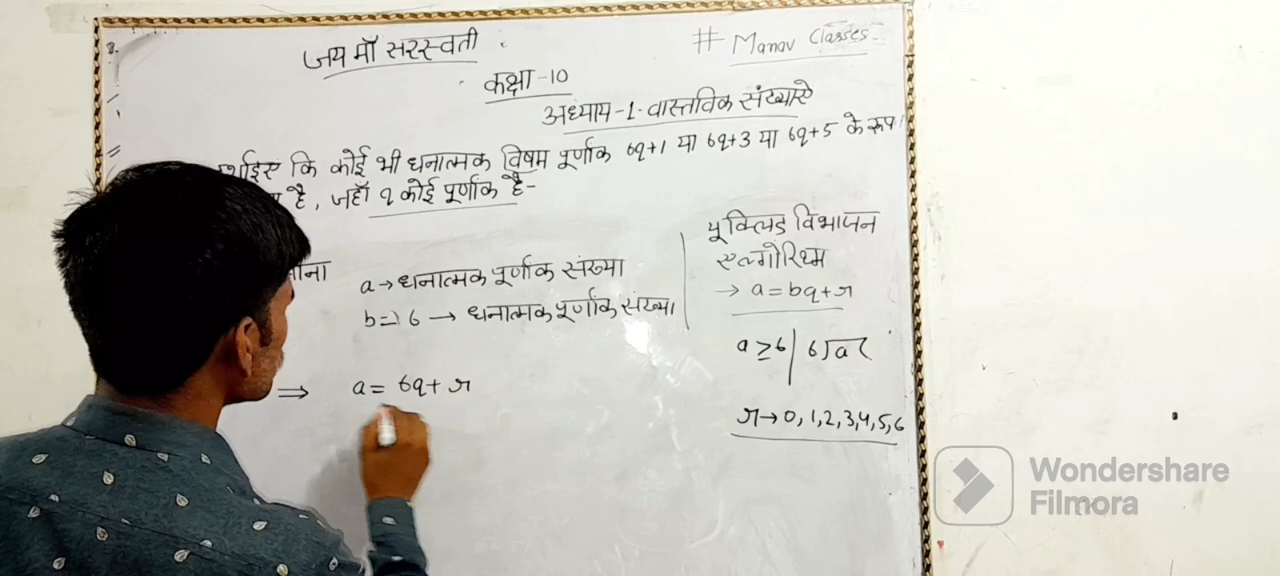 जय माँ सरस्वती
# Manav Classes
कक्षा-10
अध्याय-1-वास्तविक संख्याऐ
कि कोई भी धनात्मक विषम पूर्णांक 6q+1 या 6q+3 या 6q+5 के रूप
है, जहाँ q कोई पूर्णांक है-
माना
a→धनात्मक पूर्णांक संख्या
b=) 6 → धनात्मक पूर्णांक संख्या
⇒ a= 6q+r
यूक्लिड विभाजन
एल्गोरिथ्म
→ a=bq+r
a≥6 | 6√a(
r→0,1,2,3,4,5,6
Wondershare
Filmora